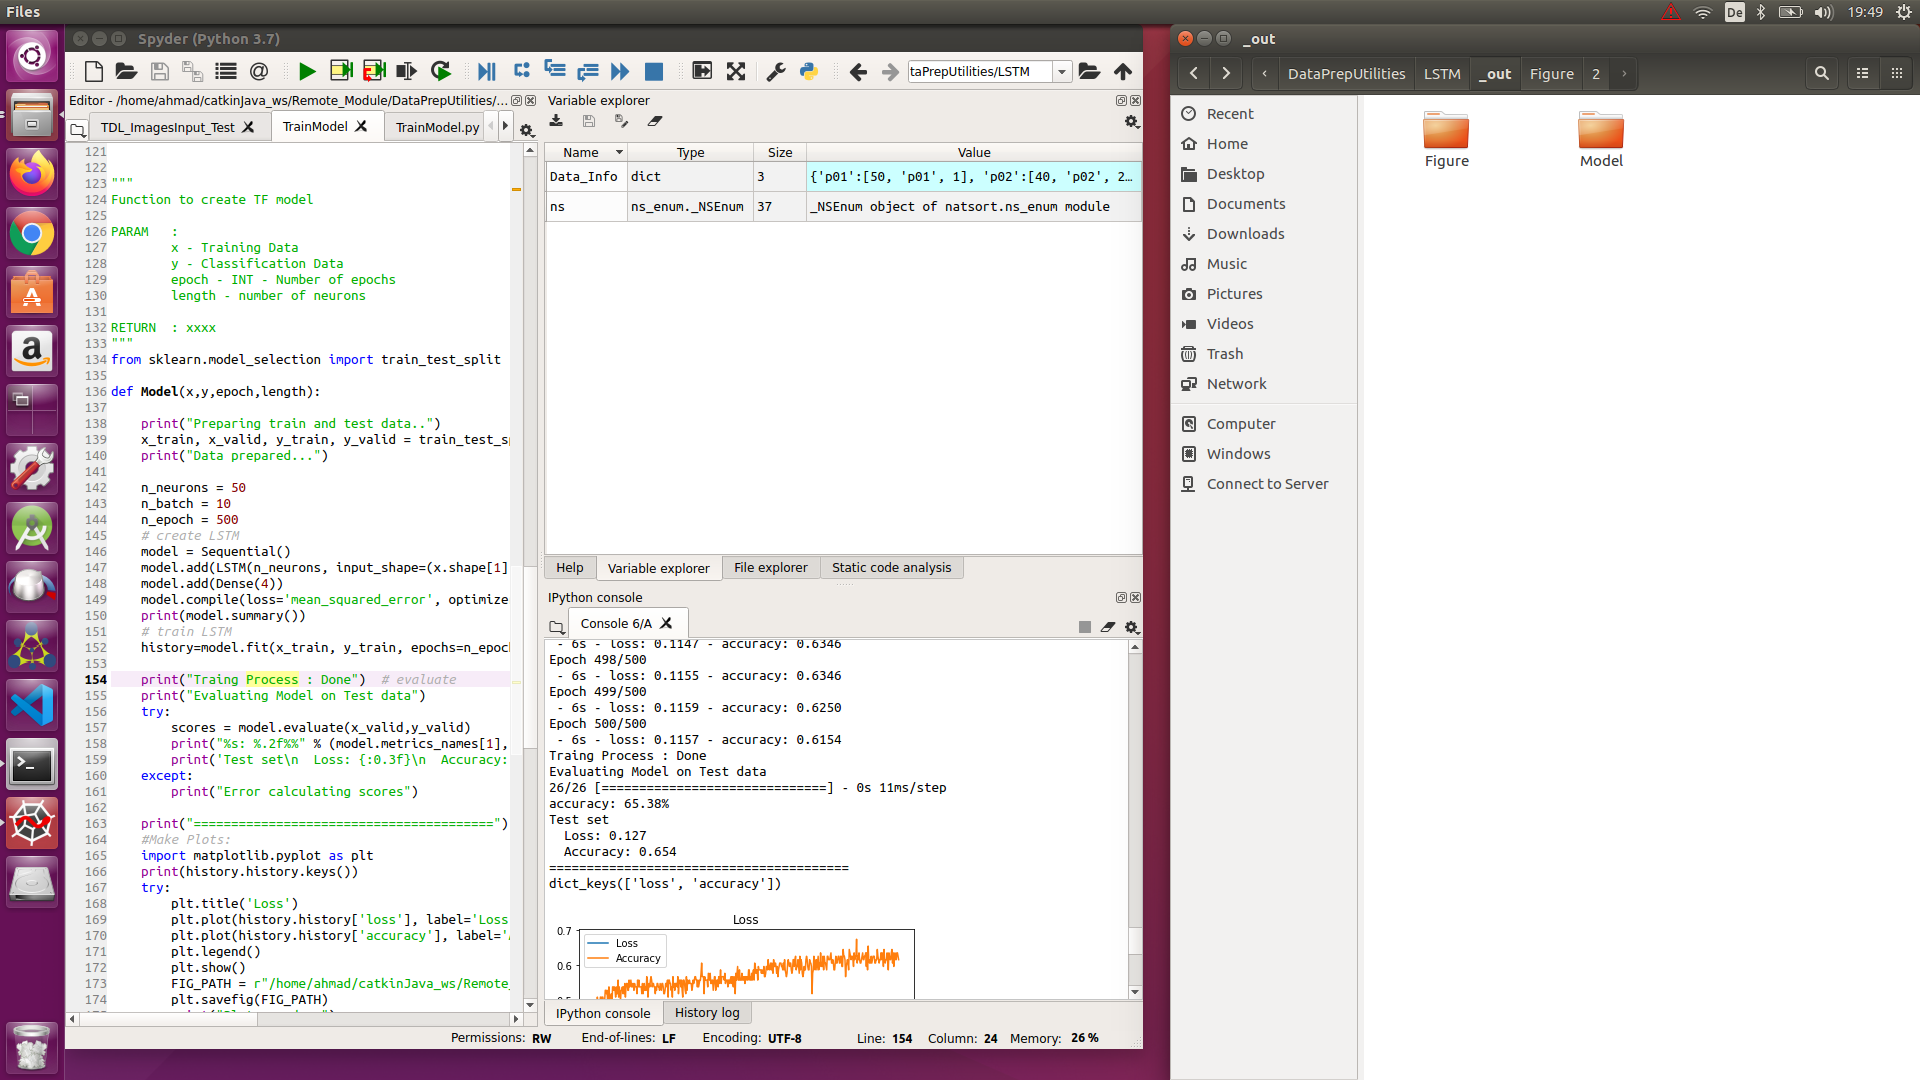 Files
De
19:49
Spyder (Python 3.7)
taPrepUtilities/LSTM
Editor - /home/ahmad/catkinJava_ws/Remote_Module/DataPrepUtilities/...
TDL_ImagesInput_Test
TrainModel
TrainModel.py
121
122
123 """
124 Function to create TF model
125
126 PARAM   :
127         x - Training Data
128         y - Classification Data
129         epoch - INT - Number of epochs
130         length - number of neurons
131
132 RETURN  : xxxx
133 """
134 from sklearn.model_selection import train_test_split
135
136 def Model(x,y,epoch,length):
137
138     print("Preparing train and test data..")
139     x_train, x_valid, y_train, y_valid = train_test_sp
140     print("Data prepared...")
141
142     n_neurons = 50
143     n_batch = 10
144     n_epoch = 500
145     # create LSTM
146     model = Sequential()
147     model.add(LSTM(n_neurons, input_shape=(x.shape[1]
148     model.add(Dense(4))
149     model.compile(loss='mean_squared_error', optimize
150     print(model.summary())
151     # train LSTM
152     history=model.fit(x_train, y_train, epochs=n_epoc
153
154     print("Traing Process : Done")  # evaluate
155     print("Evaluating Model on Test data")
156     try:
157         scores = model.evaluate(x_valid,y_valid)
158         print("%s: %.2f%%" % (model.metrics_names[1],
159         print('Test set\n  Loss: {:0.3f}\n  Accuracy:
160     except:
161         print("Error calculating scores")
162
163     print("========================================")
164     #Make Plots:
165     import matplotlib.pyplot as plt
166     print(history.history.keys())
167     try:
168         plt.title('Loss')
169         plt.plot(history.history['loss'], label='Loss
170         plt.plot(history.history['accuracy'], label='
171         plt.legend()
172         plt.show()
173         FIG_PATH = r"/home/ahmad/catkinJava_ws/Remote_
174         plt.savefig(FIG_PATH)
Variable explorer
Name Type Size Value
Data_Info dict 3 {'p01':[50, 'p01', 1], 'p02':[40, 'p02', 2…
ns ns_enum._NSEnum 37 _NSEnum object of natsort.ns_enum module
Help Variable explorer File explorer Static code analysis
IPython console
Console 6/A
- 6s - loss: 0.1147 - accuracy: 0.6346
Epoch 498/500
- 6s - loss: 0.1155 - accuracy: 0.6346
Epoch 499/500
- 6s - loss: 0.1159 - accuracy: 0.6250
Epoch 500/500
- 6s - loss: 0.1157 - accuracy: 0.6154
Traing Process : Done
Evaluating Model on Test data
26/26 [==============================] - 0s 11ms/step
accuracy: 65.38%
Test set
  Loss: 0.127
  Accuracy: 0.654
========================================
dict_keys(['loss', 'accuracy'])
Loss
0.7
Loss
Accuracy
0.6
IPython console History log
Permissions: RW End-of-lines: LF Encoding: UTF-8 Line: 154 Column: 24 Memory: 26 %
_out
DataPrepUtilities LSTM _out Figure 2
Recent
Home
Desktop
Documents
Downloads
Music
Pictures
Videos
Trash
Network
Computer
Windows
Connect to Server
Figure
Model